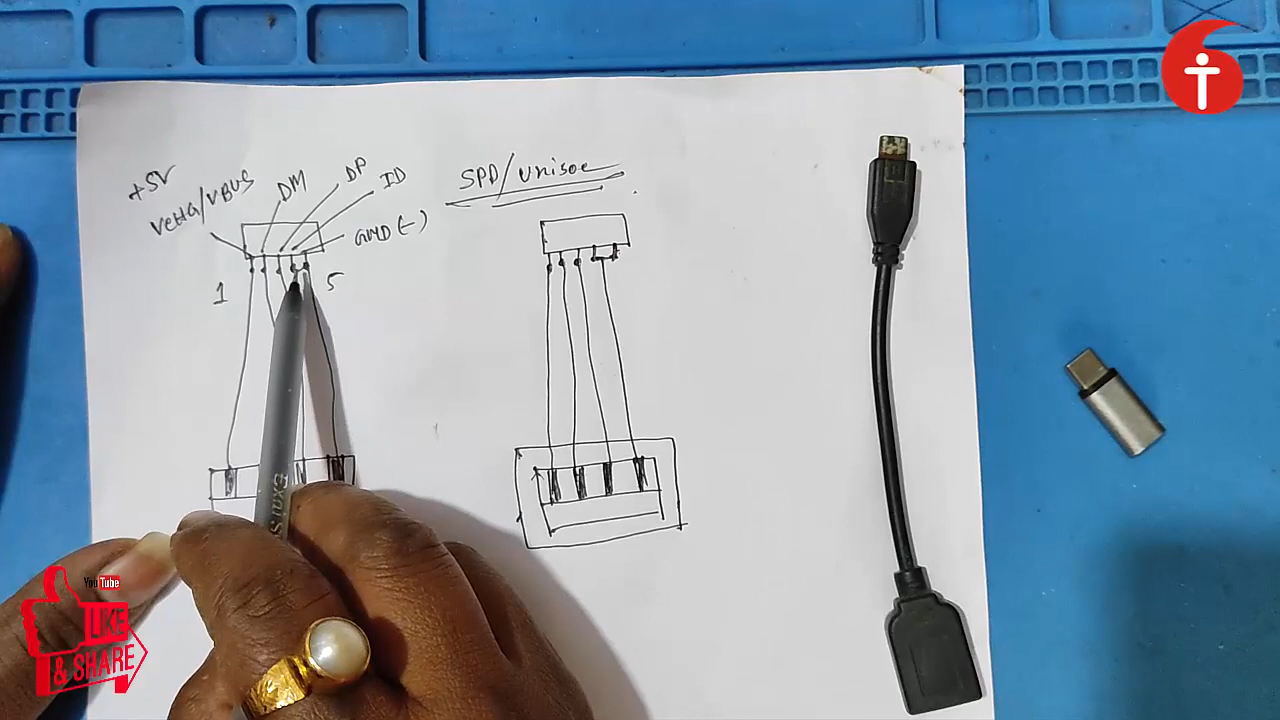 +5V
VCHG/VBUS
DM
DP
ID
GND (-)
1
5
SPD/Unisoc
YouTube
LIKE
& SHARE